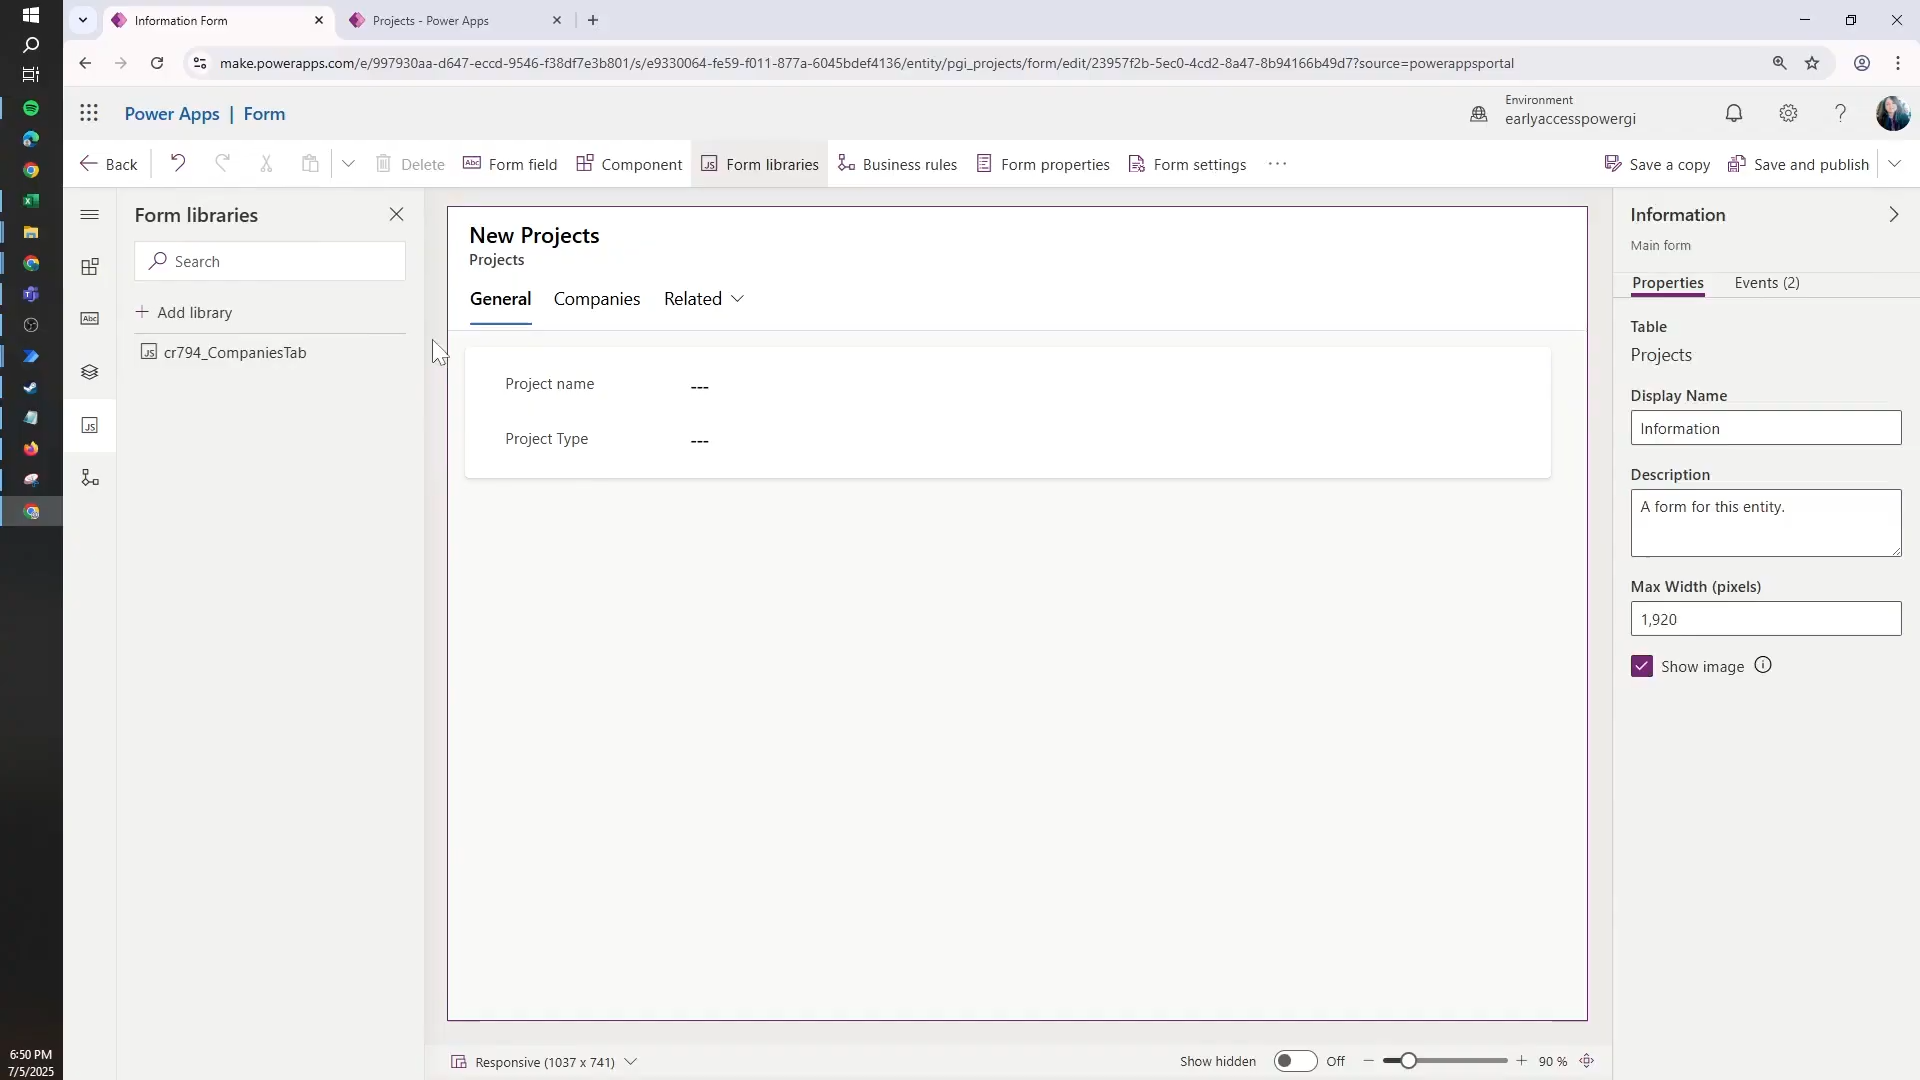 Information Form
Projects - Power Apps
make.powerapps.com/e/997930aa-d647-eccd-9546-f38df7e3b801/s/e9330064-fe59-f011-877a-6045bdef4136/entity/pgi_projects/form/edit/23957f2b-5ec0-4cd2-8a47-8b94166b49d7?source=powerappsportal
Power Apps | Form
Environment
earlyaccesspowergi
Back
Delete
Abc
Form field
Component
JS
Form libraries
Business rules
Form properties
Form settings
Save a copy
Save and publish
Form libraries
Search
Add library
JS
cr794_CompaniesTab
Abc
JS
New Projects
Projects
General
Companies
Related
Project name
---
Project Type
---
Information
Main form
Properties
Events (2)
Table
Projects
Display Name
Information
Description
A form for this entity.
Max Width (pixels)
1,920
Show image
Responsive (1037 x 741)
Show hidden
Off
90 %
6:50 PM
7/5/2025